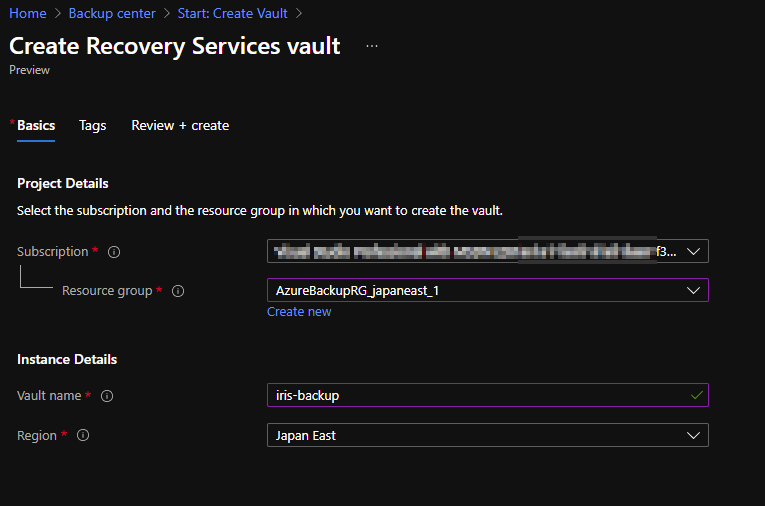 Home > Backup center > Start: Create Vault >
Create Recovery Services vault ...
Preview
* Basics Tags Review + create
Project Details
Select the subscription and the resource group in which you want to create the vault.
Subscription * f3...
Resource group * AzureBackupRG_japaneast_1
Create new
Instance Details
Vault name * iris-backup
Region * Japan East